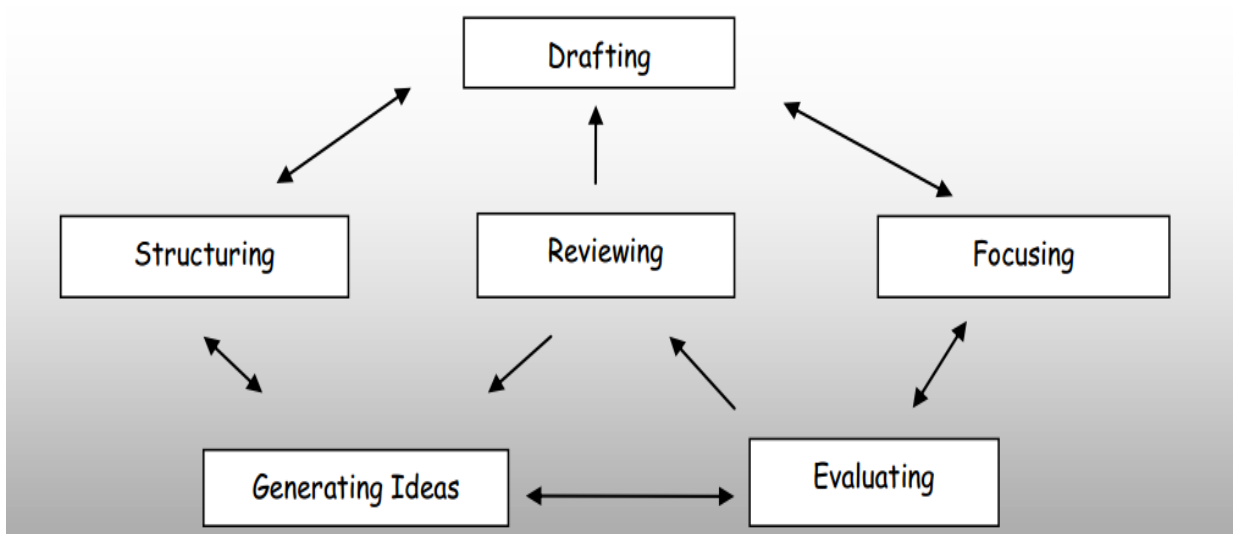 Drafting
Structuring
Reviewing
Focusing
Generating Ideas
Evaluating